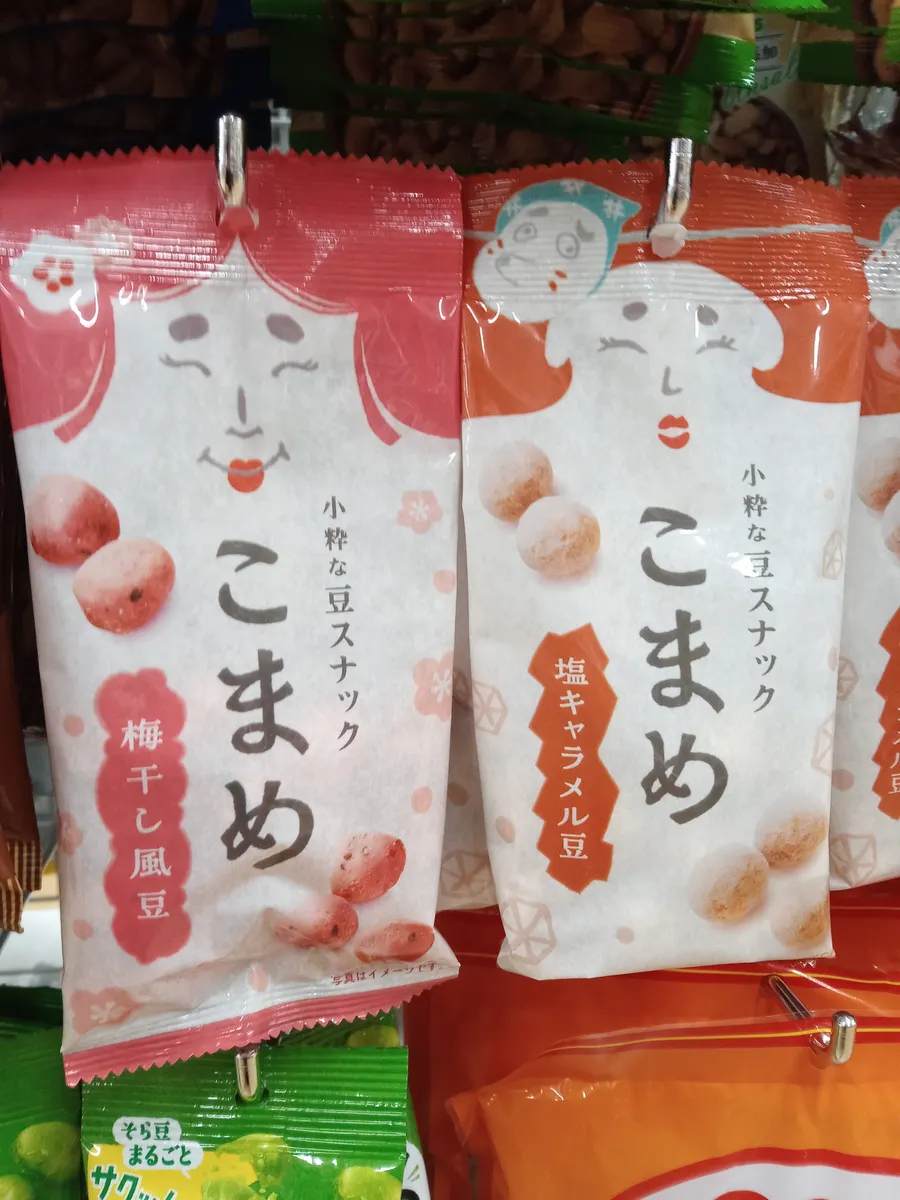 小粋な豆スナック
こまめ
梅干し風豆
写真はイメージです。
小粋な豆スナック
こまめ
塩キャラメル豆
そら豆
まるごと
サクッ